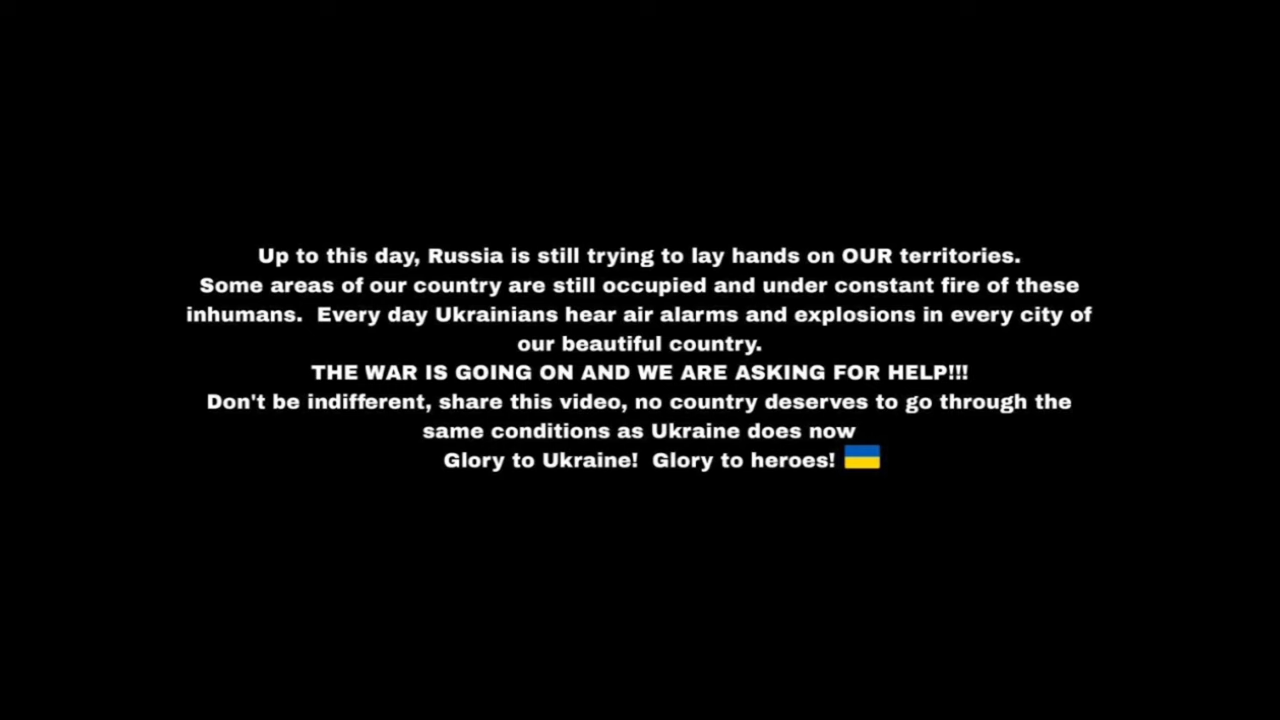 Up to this day, Russia is still trying to lay hands on OUR territories.
Some areas of our country are still occupied and under constant fire of these
inhumans.  Every day Ukrainians hear air alarms and explosions in every city of
our beautiful country.
THE WAR IS GOING ON AND WE ARE ASKING FOR HELP!!!
Don't be indifferent, share this video, no country deserves to go through the
same conditions as Ukraine does now
Glory to Ukraine!  Glory to heroes! 🇺🇦